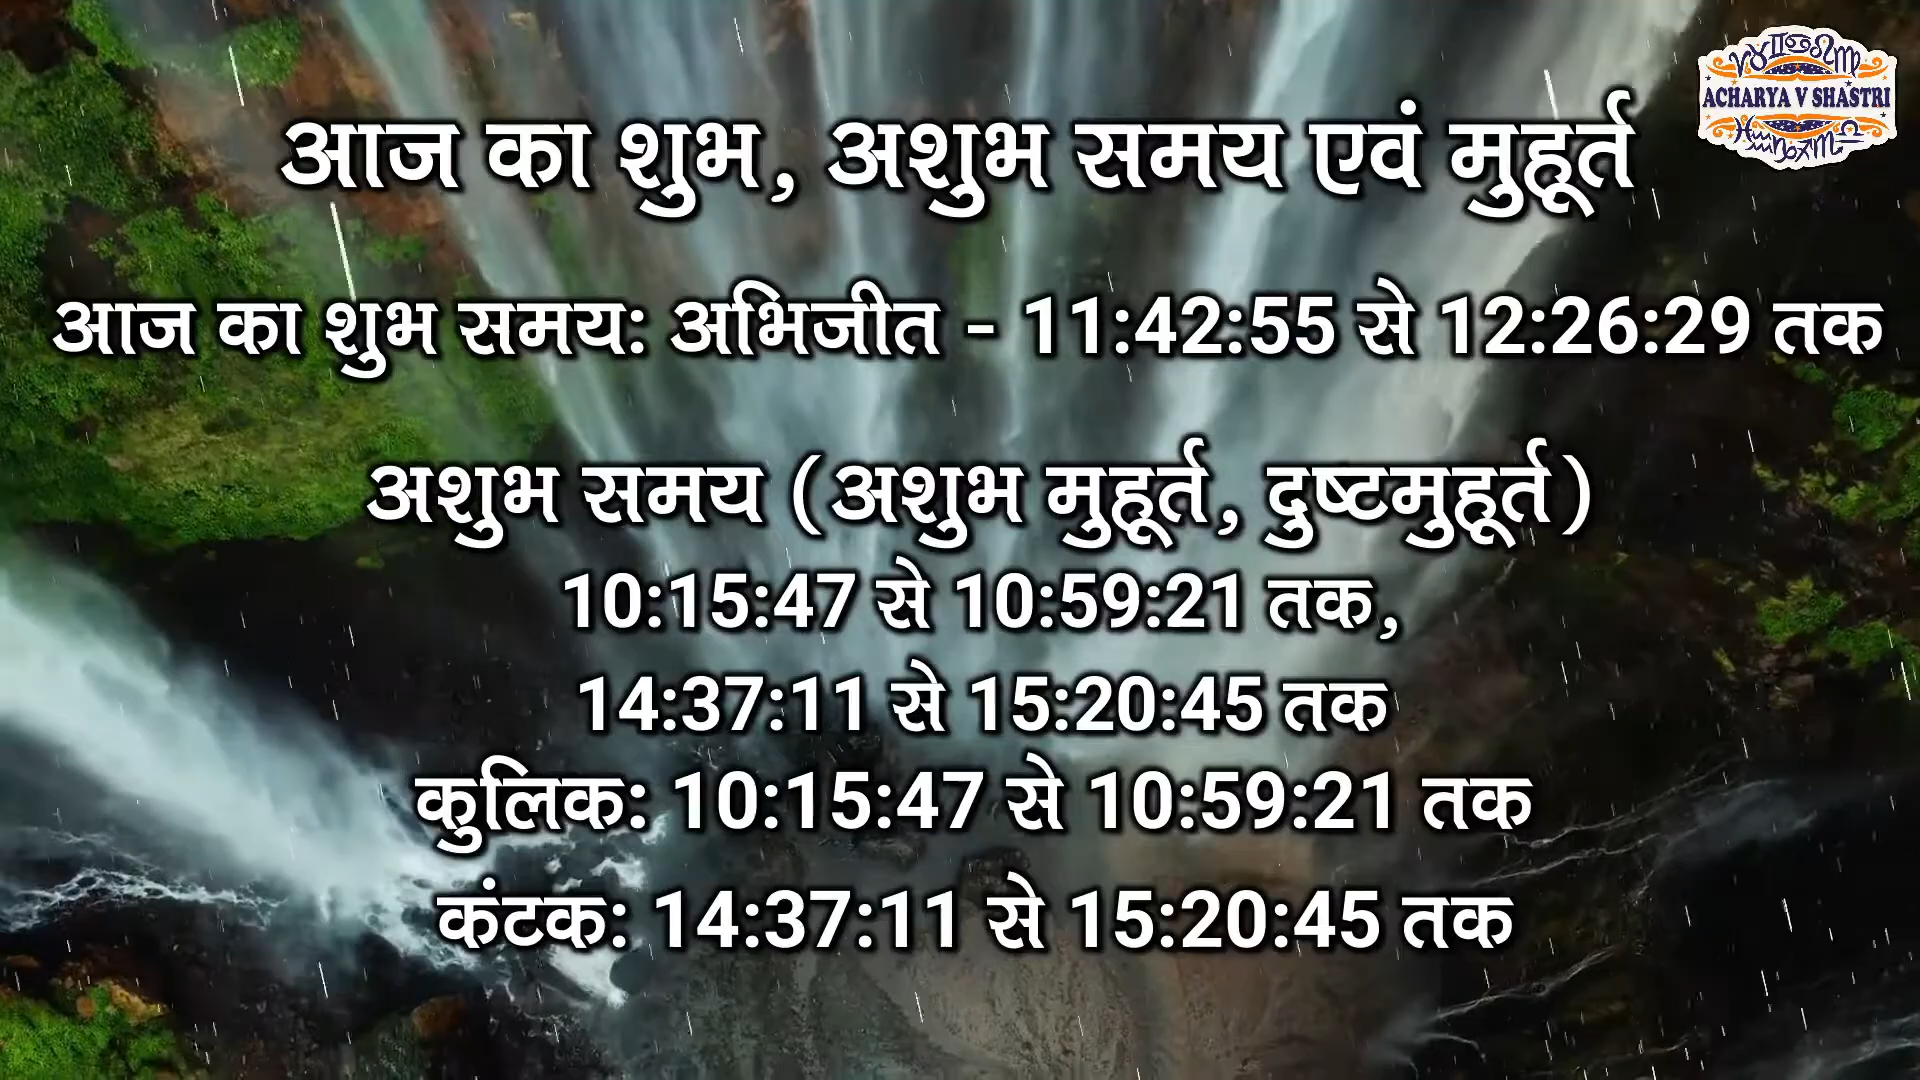 ACHARYA V SHASTRI
आज का शुभ, अशुभ समय एवं मुहूर्त
आज का शुभ समय: अभिजीत - 11:42:55 से 12:26:29 तक
अशुभ समय (अशुभ मुहूर्त, दुष्टमुहूर्त)
10:15:47 से 10:59:21 तक,
14:37:11 से 15:20:45 तक
कुलिक: 10:15:47 से 10:59:21 तक
कंटक: 14:37:11 से 15:20:45 तक